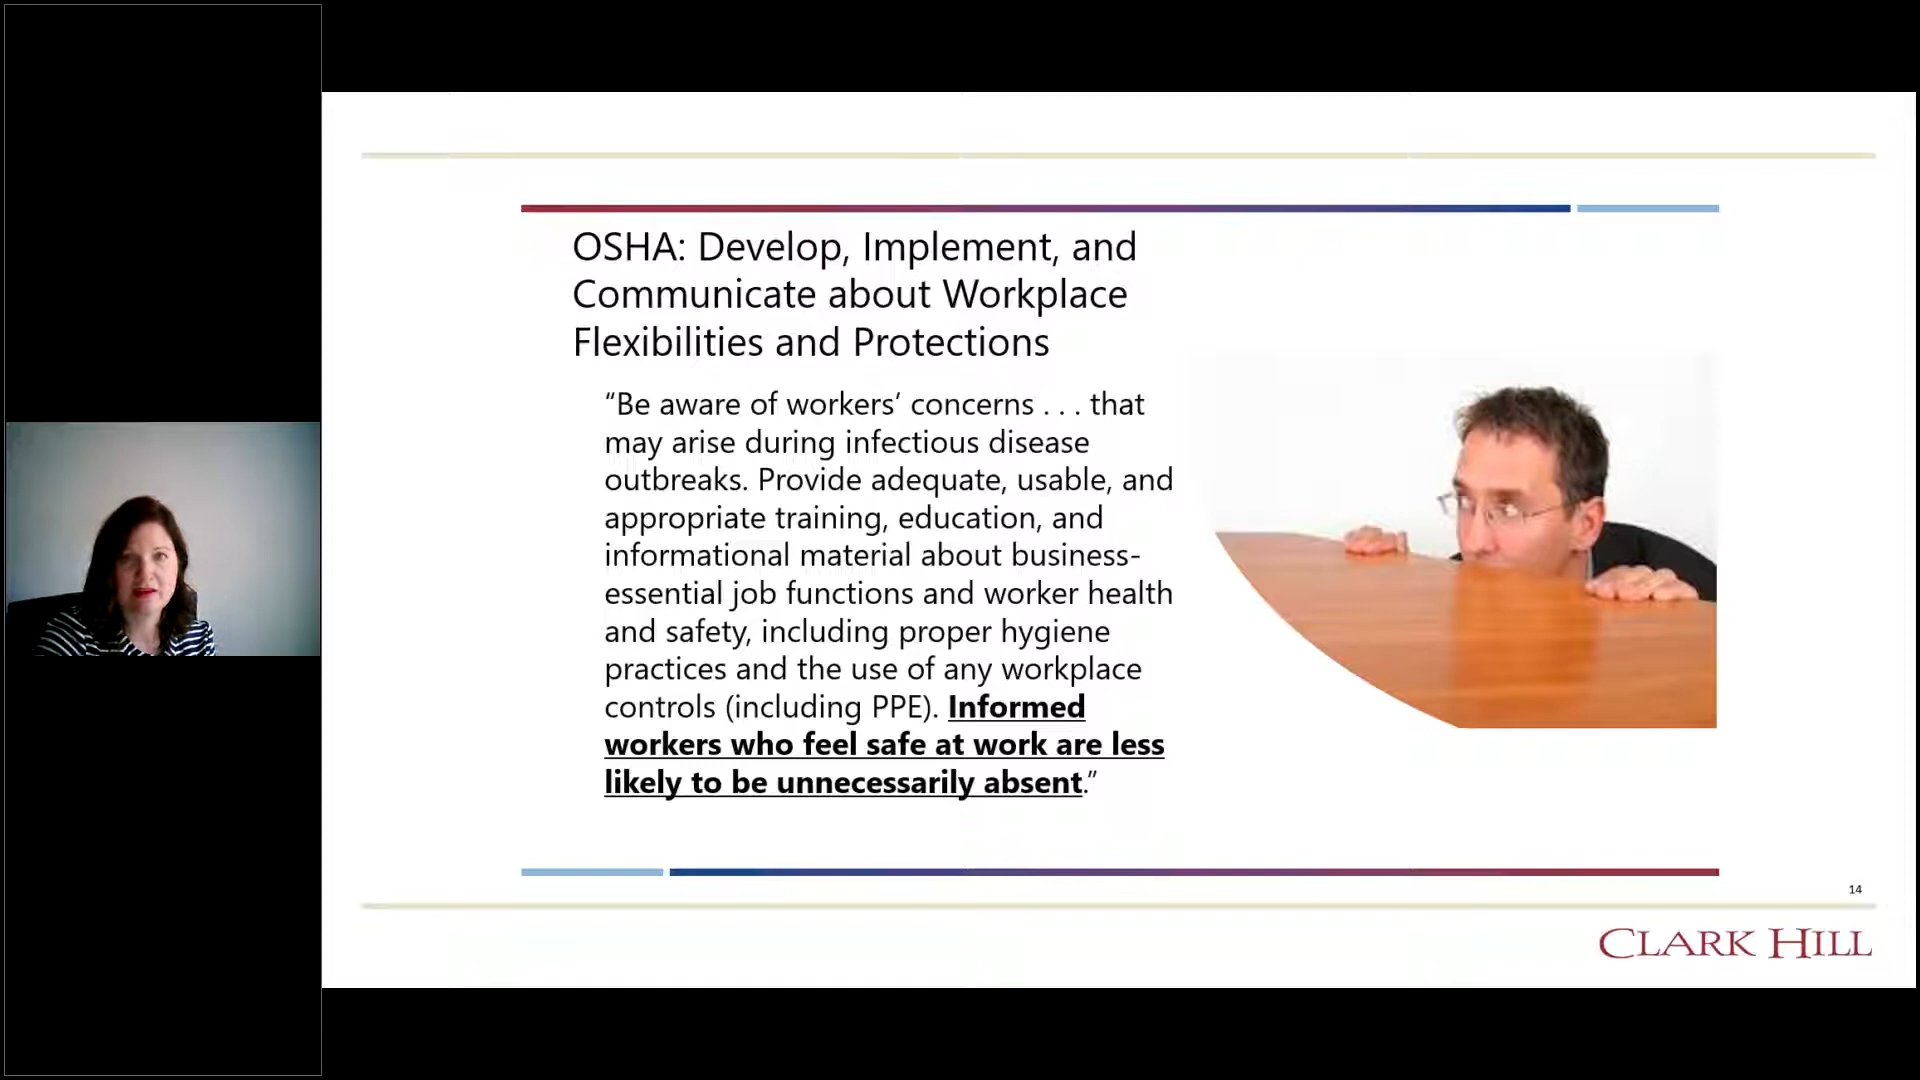 OSHA: Develop, Implement, and
Communicate about Workplace
Flexibilities and Protections
“Be aware of workers’ concerns . . . that
may arise during infectious disease
outbreaks. Provide adequate, usable, and
appropriate training, education, and
informational material about business-
essential job functions and worker health
and safety, including proper hygiene
practices and the use of any workplace
controls (including PPE). Informed
workers who feel safe at work are less
likely to be unnecessarily absent.”
14
CLARK HILL